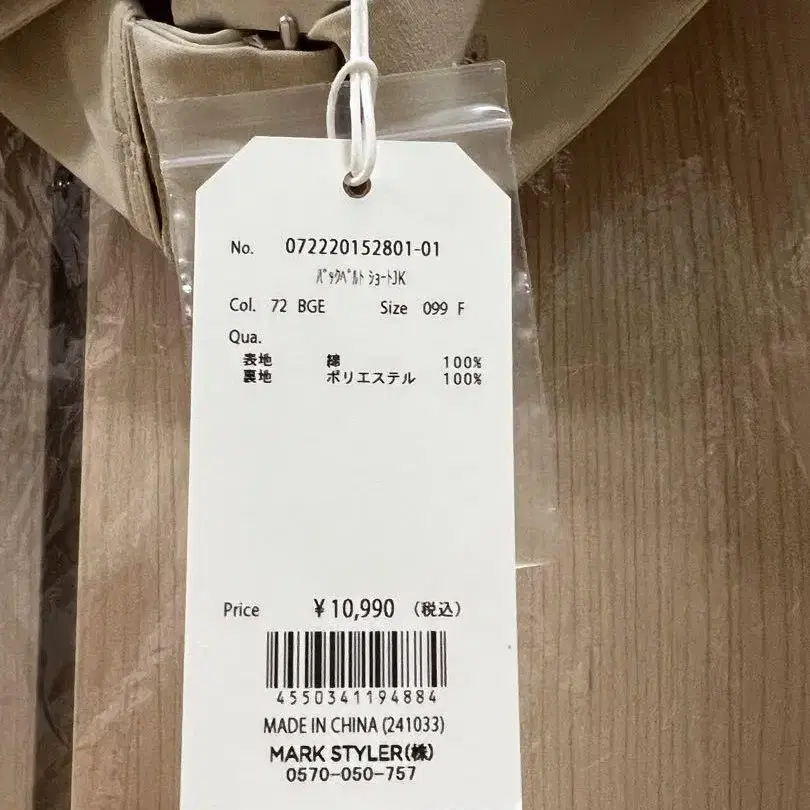 No. 072220152801-01
ﾊﾞｯｸﾍﾞﾙﾄ ｼｮｰﾄJK
Col. 72 BGE Size 099 F
Qua.
表地 綿 100%
裏地 ポリエステル 100%
Price ¥10,990 (税込)
4550341194884
MADE IN CHINA (241033)
MARK STYLER(株)
0570-050-757